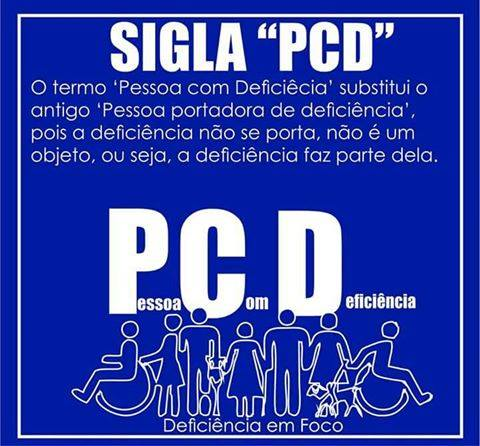 SIGLA “PCD”
O termo ‘Pessoa com Deficiêcia’ substitui o
antigo ‘Pessoa portadora de deficiência’,
pois a deficiência não se porta, não é um
objeto, ou seja, a deficiência faz parte dela.
Pessoa Com Deficiência
Deficiência em Foco